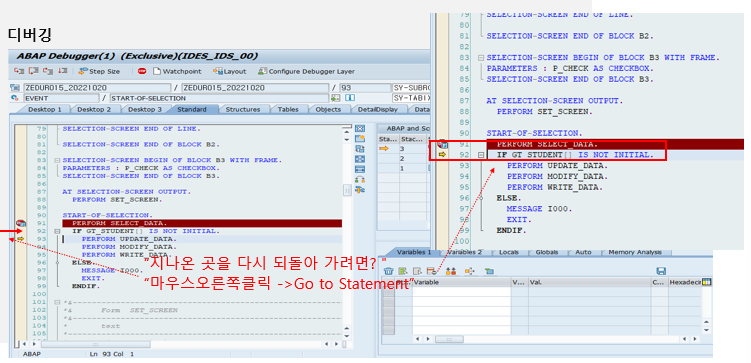 디버깅
ABAP Debugger(1) (Exclusive)(IDES_IDS_00)
Step Size Watchpoint Layout Configure Debugger Layer
ZEDUR015_20221020 / ZEDUR015_20221020 / 93 SY-SUBRC
EVENT / START-OF-SELECTION SY-TABIX
Desktop 1 Desktop 2 Desktop 3 Standard Structures Tables Objects DetailDisplay Data
79 SELECTION-SCREEN END OF LINE.
80
81 SELECTION-SCREEN END OF BLOCK B2.
82
83 SELECTION-SCREEN BEGIN OF BLOCK B3 WITH FRAME.
84 PARAMETERS : P_CHECK AS CHECKBOX.
85 SELECTION-SCREEN END OF BLOCK B3.
86
87 AT SELECTION-SCREEN OUTPUT.
88 PERFORM SET_SCREEN.
89
90 START-OF-SELECTION.
91 PERFORM SELECT_DATA.
92 IF GT_STUDENT[] IS NOT INITIAL.
93 PERFORM UPDATE_DATA.
94 PERFORM MODIFY_DATA.
95 PERFORM WRITE_DATA.
96 ELSE.
97 MESSAGE I000.
98 EXIT.
99 ENDIF.
100
101 *&
102 *& Form SET_SCREEN
103 *&
104 * text
105 *
ABAP Ln 93 Col 1
ABAP and Sc
Sta... Stac...
3
2
1
79 SELECTION-SCREEN END OF LINE.
80
81 SELECTION-SCREEN END OF BLOCK B2.
82
83 SELECTION-SCREEN BEGIN OF BLOCK B3 WITH FRAME.
84 PARAMETERS : P_CHECK AS CHECKBOX.
85 SELECTION-SCREEN END OF BLOCK B3.
86
87 AT SELECTION-SCREEN OUTPUT.
88 PERFORM SET_SCREEN.
89
90 START-OF-SELECTION.
91 PERFORM SELECT_DATA.
92 IF GT_STUDENT[] IS NOT INITIAL.
93 PERFORM UPDATE_DATA.
94 PERFORM MODIFY_DATA.
95 PERFORM WRITE_DATA.
96 ELSE.
97 MESSAGE I000.
98 EXIT.
99 ENDIF.
100
Variables 1 Variables 2 Locals Globals Auto Memory Analysis
"지나온 곳을 다시 되돌아 가려면? "
"마우스오른쪽클릭 ->Go to Statement"
Variable V... Val. C... Hexadeci